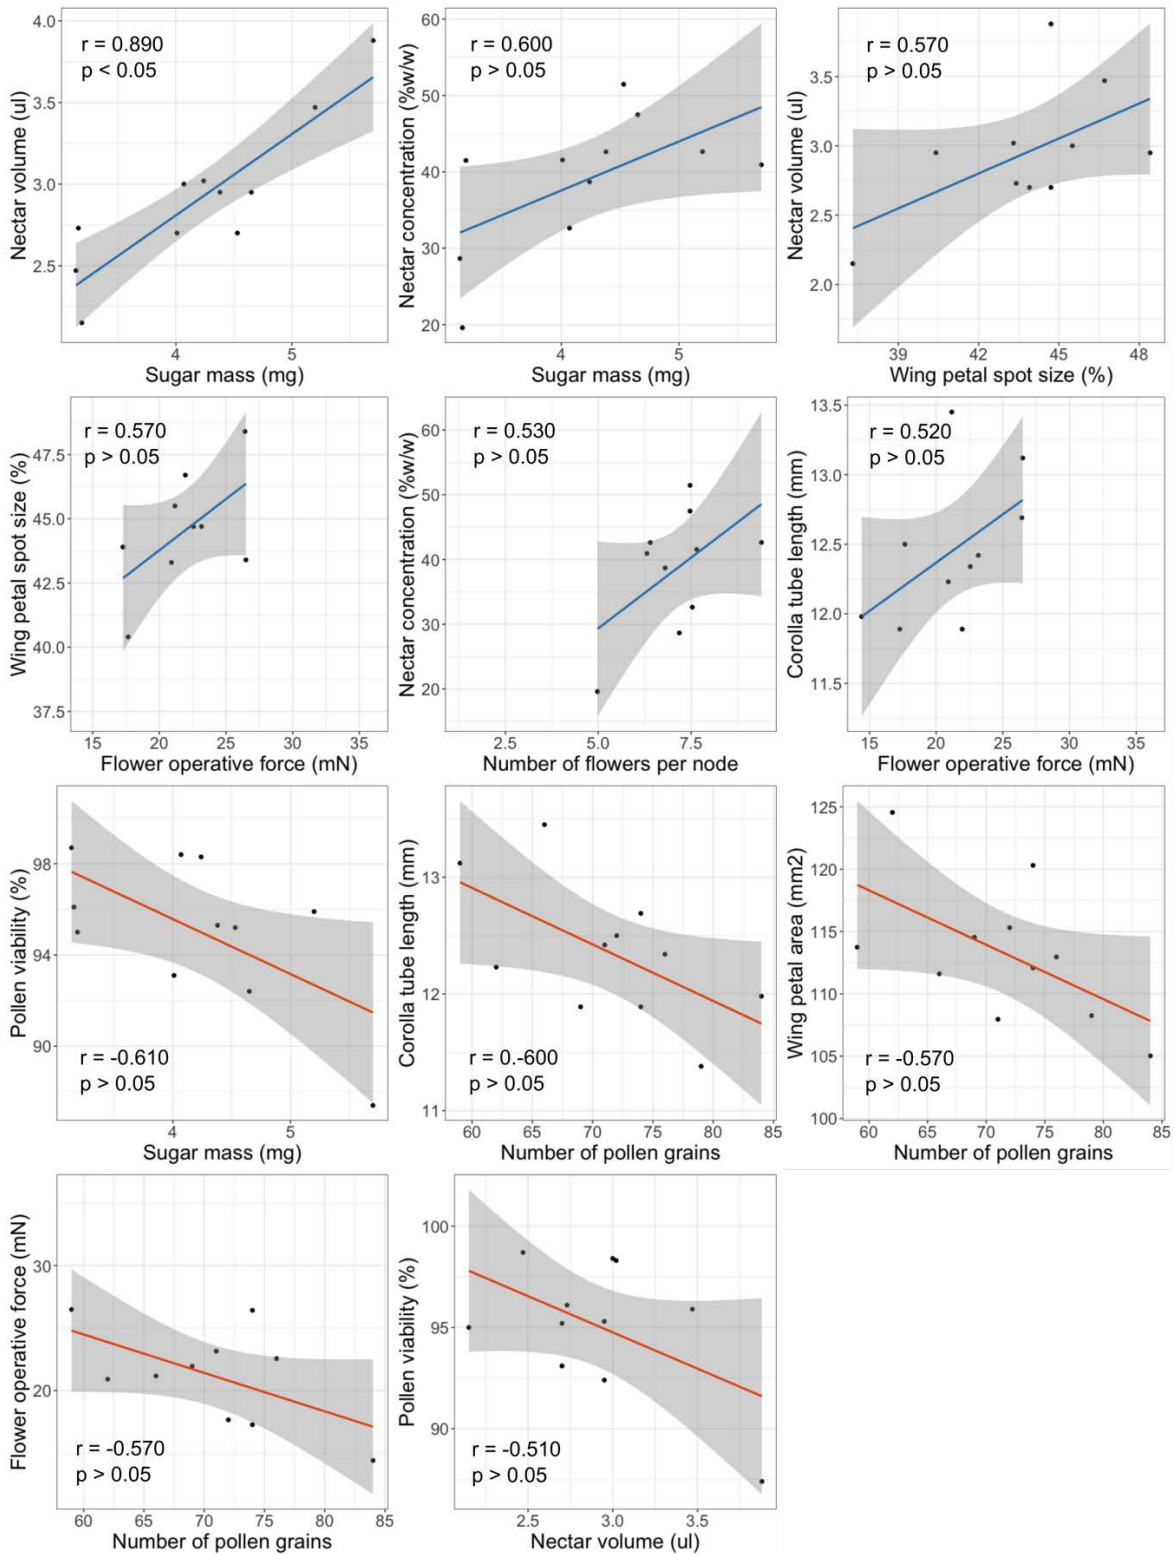 r = 0.890
p < 0.05
4.0
3.5
3.0
2.5
Nectar volume (ul)
4 5
Sugar mass (mg)
r = 0.600
p > 0.05
60
50
40
30
20
Nectar concentration (%w/w)
4 5
Sugar mass (mg)
r = 0.570
p > 0.05
3.5
3.0
2.5
2.0
Nectar volume (ul)
39 42 45 48
Wing petal spot size (%)
r = 0.570
p > 0.05
47.5
45.0
42.5
40.0
37.5
Wing petal spot size (%)
15 20 25 30 35
Flower operative force (mN)
r = 0.530
p > 0.05
60
50
40
30
20
Nectar concentration (%w/w)
2.5 5.0 7.5
Number of flowers per node
r = 0.520
p > 0.05
13.5
13.0
12.5
12.0
11.5
Corolla tube length (mm)
15 20 25 30 35
Flower operative force (mN)
98
94
90
Pollen viability (%)
r = -0.610
p > 0.05
4 5
Sugar mass (mg)
13
12
11
Corolla tube length (mm)
r = 0.-600
p > 0.05
60 65 70 75 80 85
Number of pollen grains
125
120
115
110
105
100
Wing petal area (mm2)
r = -0.570
p > 0.05
60 65 70 75 80 85
Number of pollen grains
30
20
Flower operative force (mN)
r = -0.570
p > 0.05
60 65 70 75 80 85
Number of pollen grains
100
95
90
Pollen viability (%)
r = -0.510
p > 0.05
2.5 3.0 3.5
Nectar volume (ul)